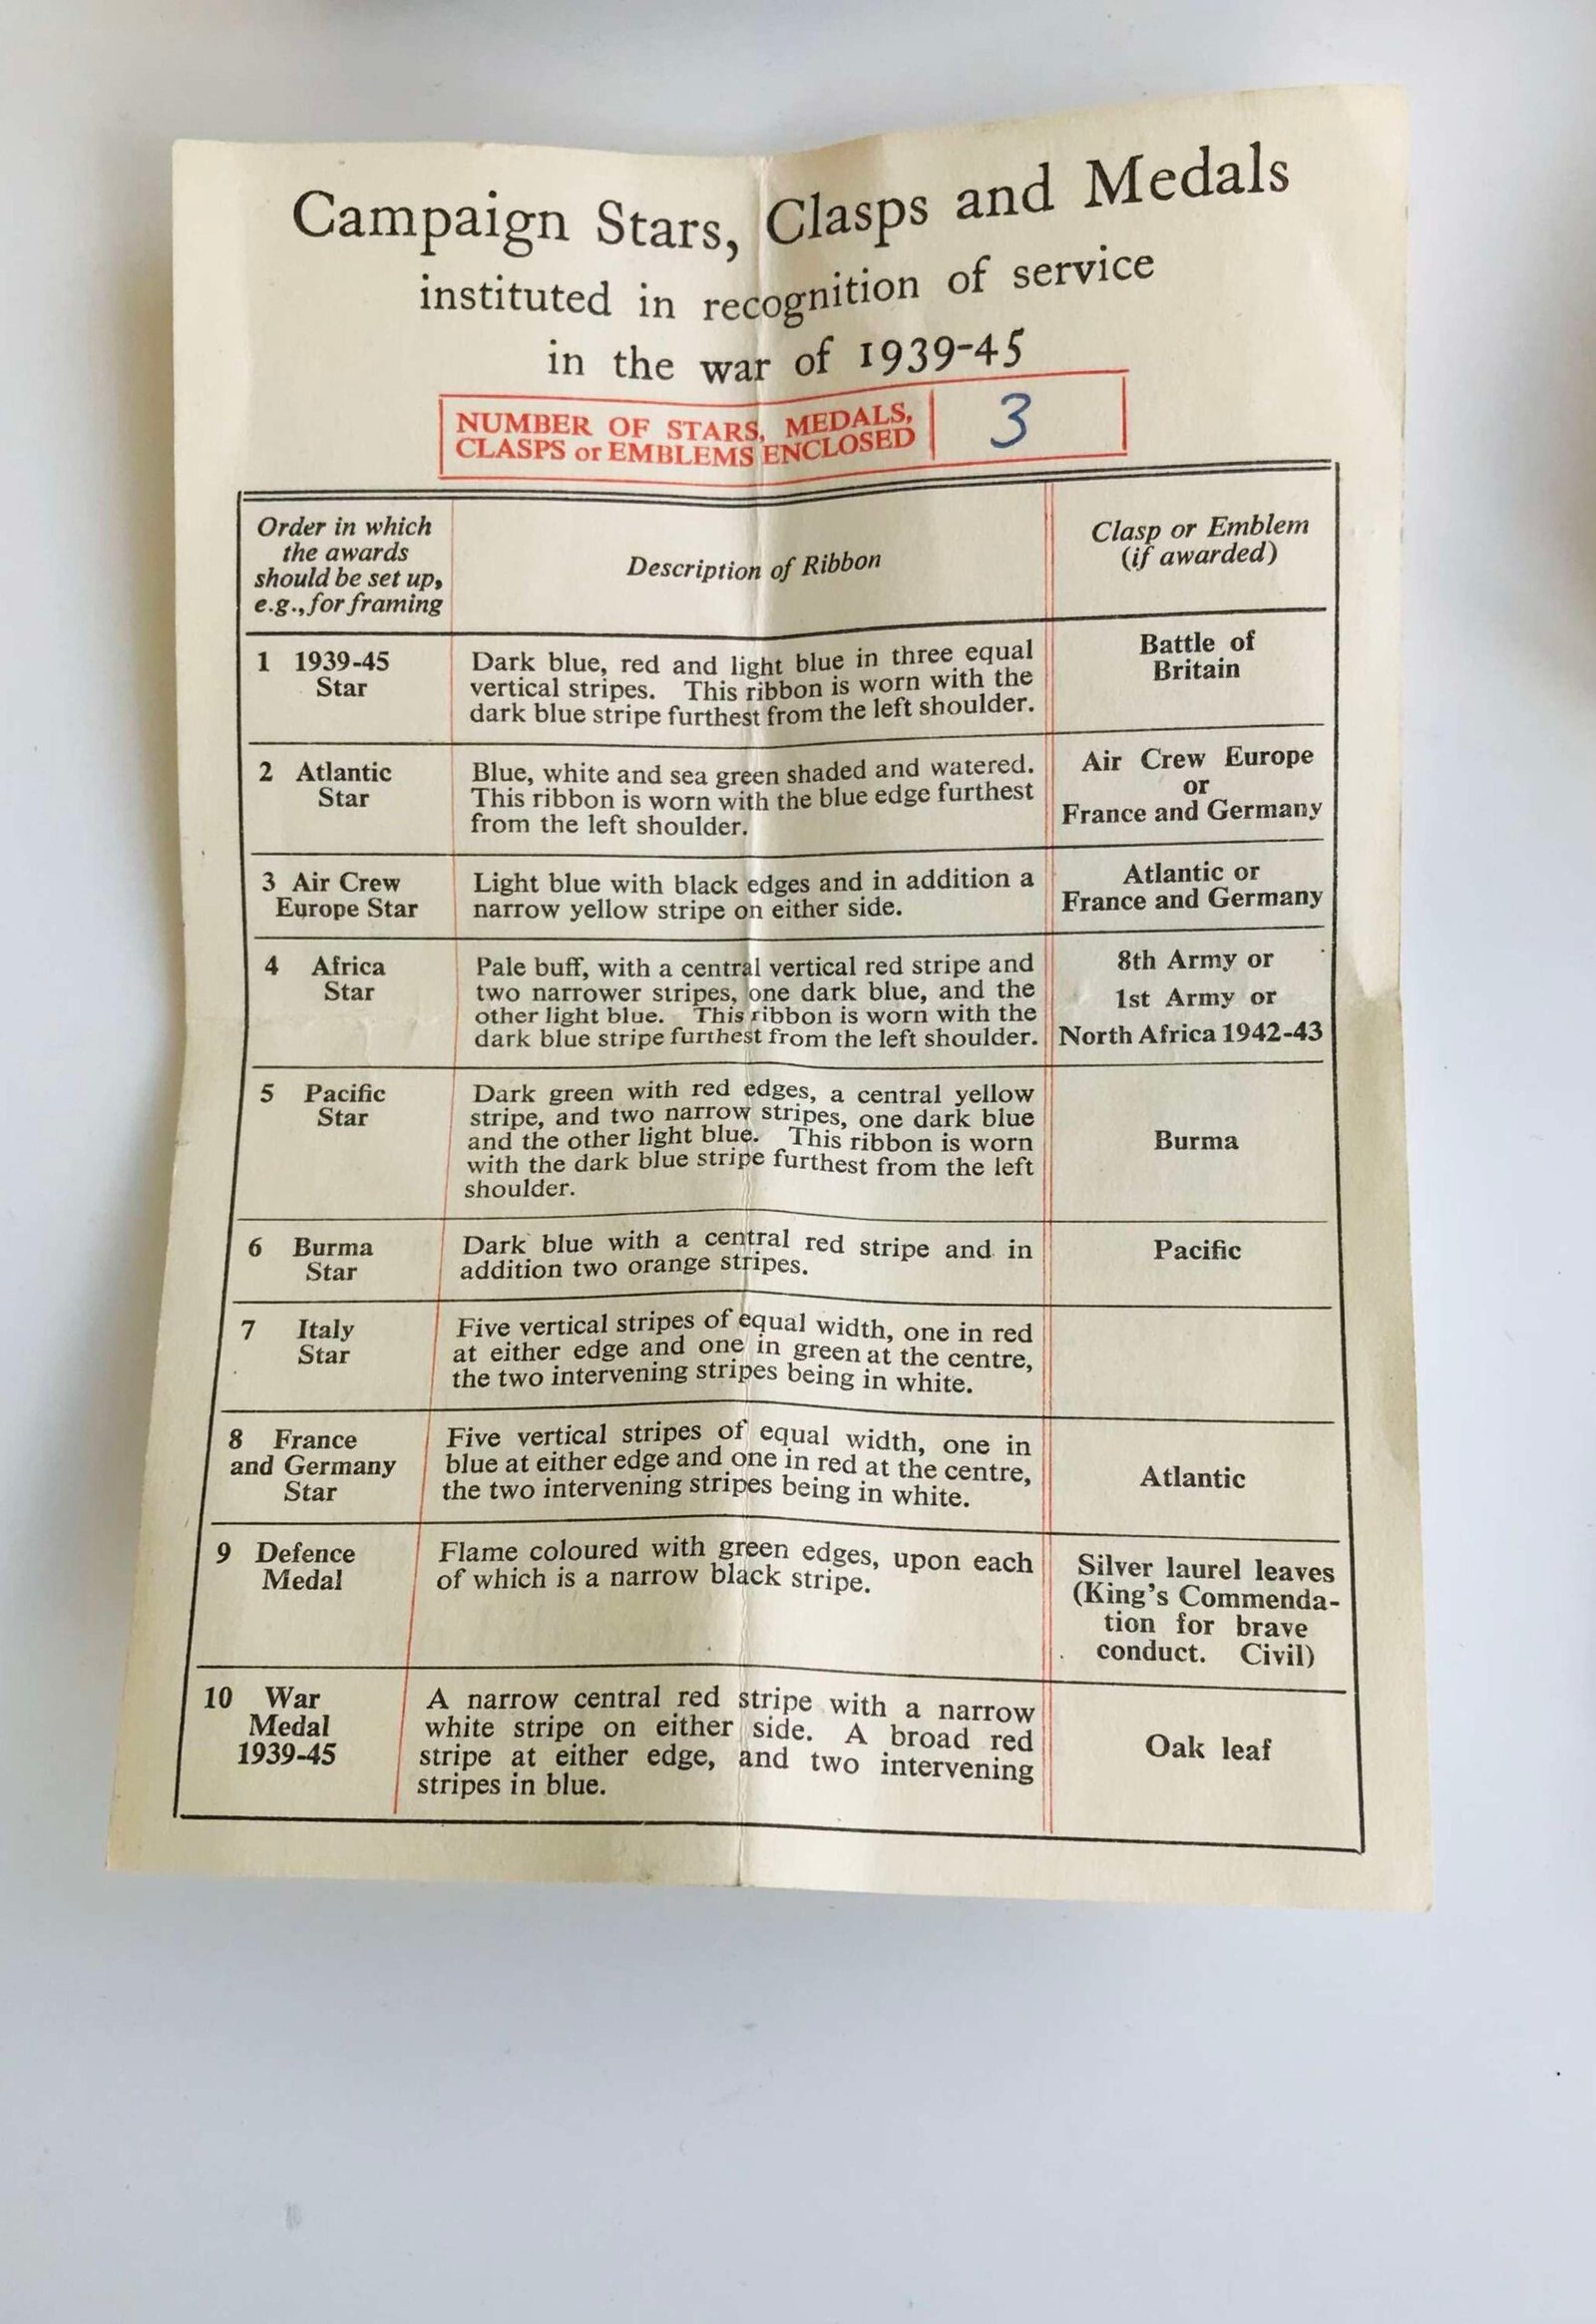 Campaign Stars, Clasps and Medals
instituted in recognition of service
in the war of 1939-45
NUMBER OF STARS, MEDALS,
CLASPS or EMBLEMS ENCLOSED
3
Order in which
the awards
should be set up,
e.g., for framing
Description of Ribbon
Clasp or Emblem
(if awarded)
1 1939-45
Star
Dark blue, red and light blue in three equal
vertical stripes. This ribbon is worn with the
dark blue stripe furthest from the left shoulder.
Battle of
Britain
2 Atlantic
Star
Blue, white and sea green shaded and watered.
This ribbon is worn with the blue edge furthest
from the left shoulder.
Air Crew Europe
or
France and Germany
3 Air Crew
Europe Star
Light blue with black edges and in addition a
narrow yellow stripe on either side.
Atlantic or
France and Germany
4 Africa
Star
Pale buff, with a central vertical red stripe and
two narrower stripes, one dark blue, and the
other light blue. This ribbon is worn with the
dark blue stripe furthest from the left shoulder.
8th Army or
1st Army or
North Africa 1942-43
5 Pacific
Star
Dark green with red edges, a central yellow
stripe, and two narrow stripes, one dark blue
and the other light blue. This ribbon is worn
with the dark blue stripe furthest from the left
shoulder.
Burma
6 Burma
Star
Dark blue with a central red stripe and in
addition two orange stripes.
Pacific
7 Italy
Star
Five vertical stripes of equal width, one in red
at either edge and one in green at the centre,
the two intervening stripes being in white.
8 France
and Germany
Star
Five vertical stripes of equal width, one in
blue at either edge and one in red at the centre,
the two intervening stripes being in white.
Atlantic
9 Defence
Medal
Flame coloured with green edges, upon each
of which is a narrow black stripe.
Silver laurel leaves
(King's Commenda-
tion for brave
conduct. Civil)
10 War
Medal
1939-45
A narrow central red stripe with a narrow
white stripe on either side. A broad red
stripe at either edge, and two intervening
stripes in blue.
Oak leaf